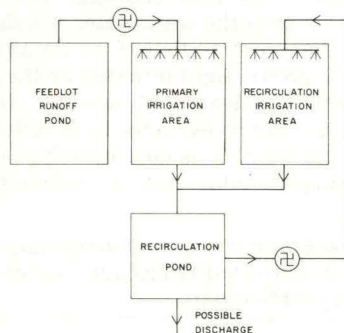 FEEDLOT
RUNOFF
POND
PRIMARY
IRRIGATION
AREA
RECIRCULATION
IRRIGATION
AREA
RECIRCULATION
POND
POSSIBLE
DISCHARGE